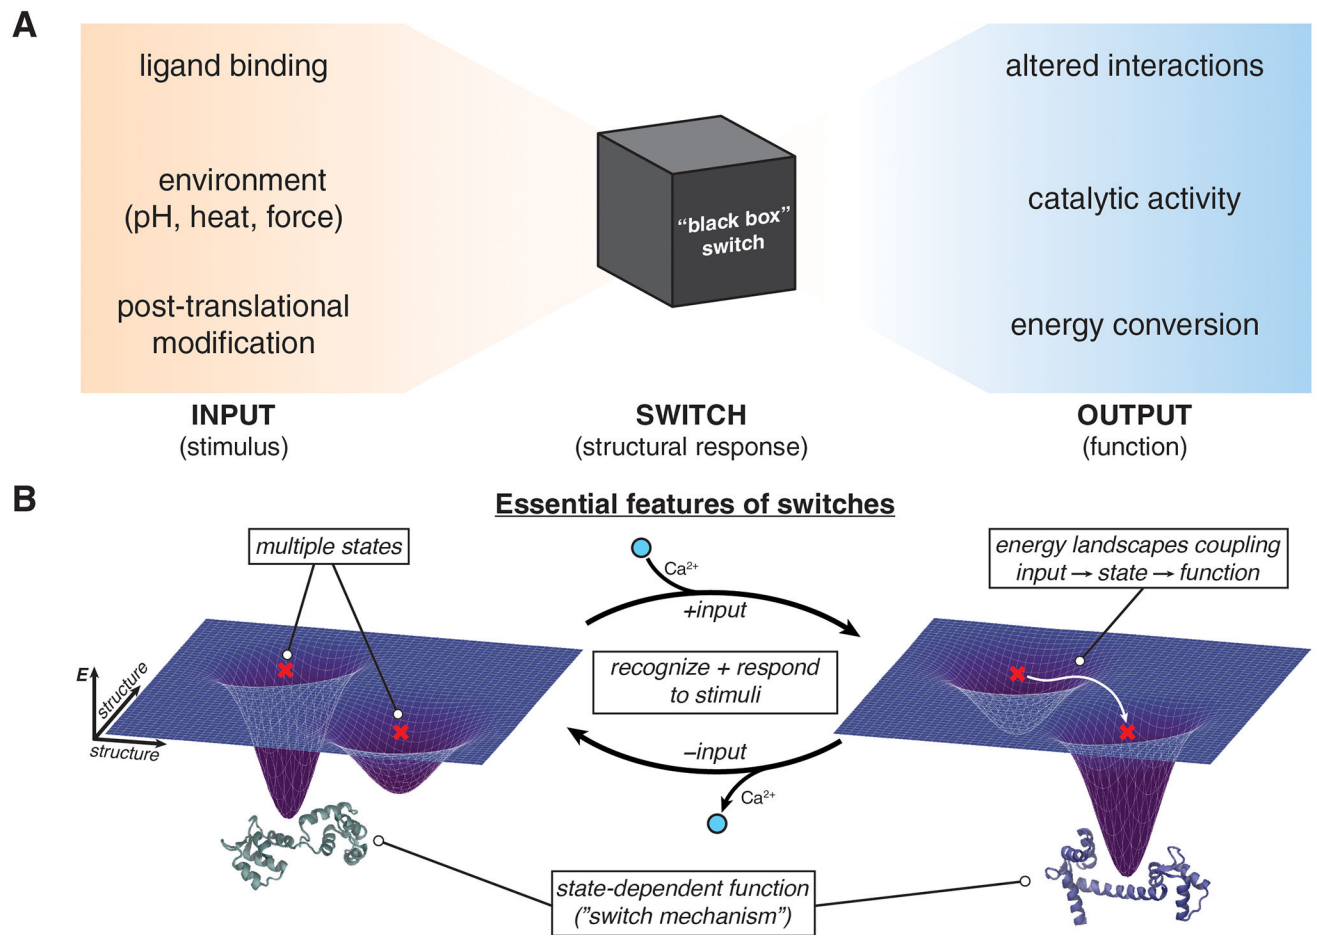 A
ligand binding
environment
(pH, heat, force)
post-translational
modification
“black box”
switch
altered interactions
catalytic activity
energy conversion
INPUT
(stimulus)
SWITCH
(structural response)
OUTPUT
(function)
B
Essential features of switches
multiple states
energy landscapes coupling
input → state → function
Ca²⁺
+input
recognize + respond
to stimuli
–input
Ca²⁺
E
structure
structure
state-dependent function
(”switch mechanism”)